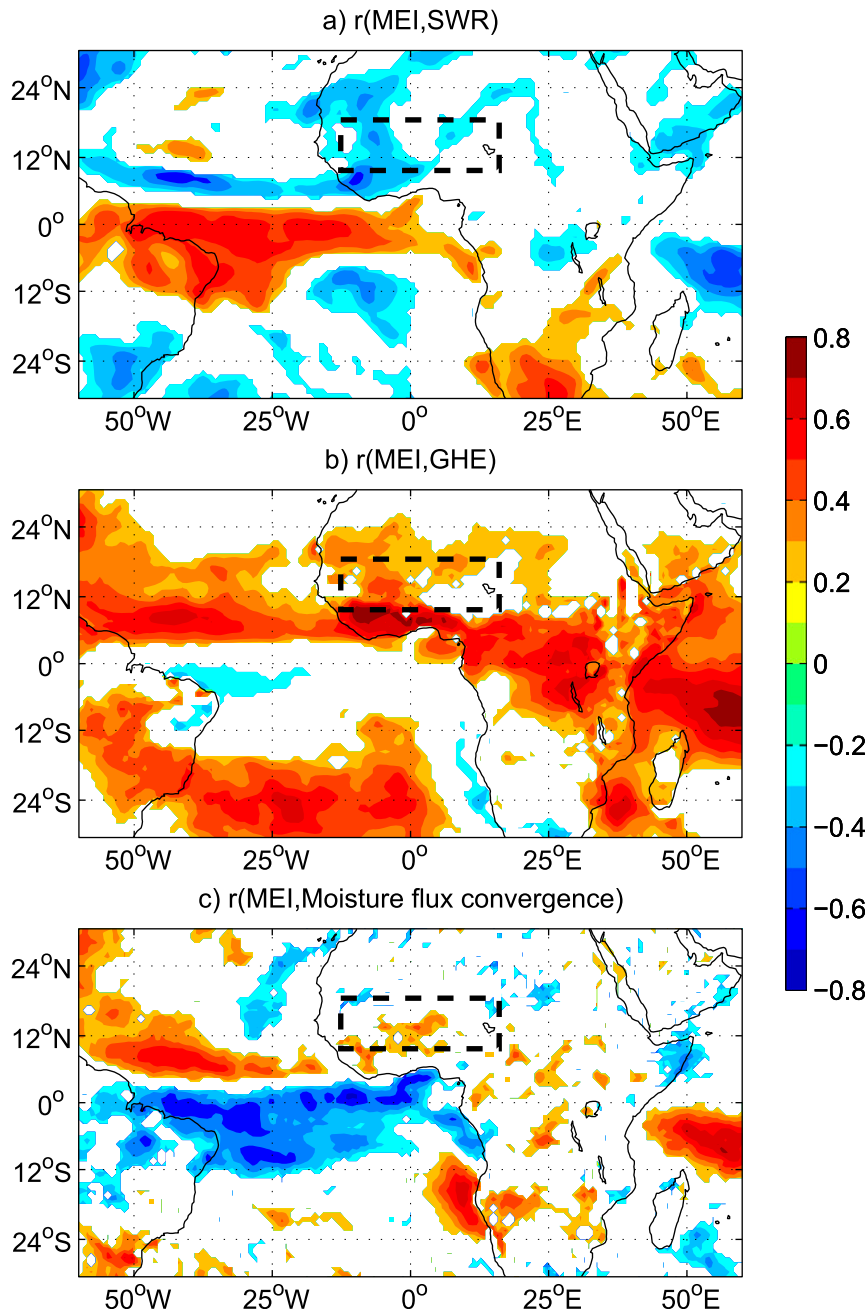 a) r(MEI,SWR)
24°N
12°N
0°
12°S
24°S
50°W 25°W 0° 25°E 50°E
b) r(MEI,GHE)
24°N
12°N
0°
12°S
24°S
50°W 25°W 0° 25°E 50°E
c) r(MEI,Moisture flux convergence)
24°N
12°N
0°
12°S
24°S
50°W 25°W 0° 25°E 50°E
0.8
0.6
0.4
0.2
0
−0.2
−0.4
−0.6
−0.8